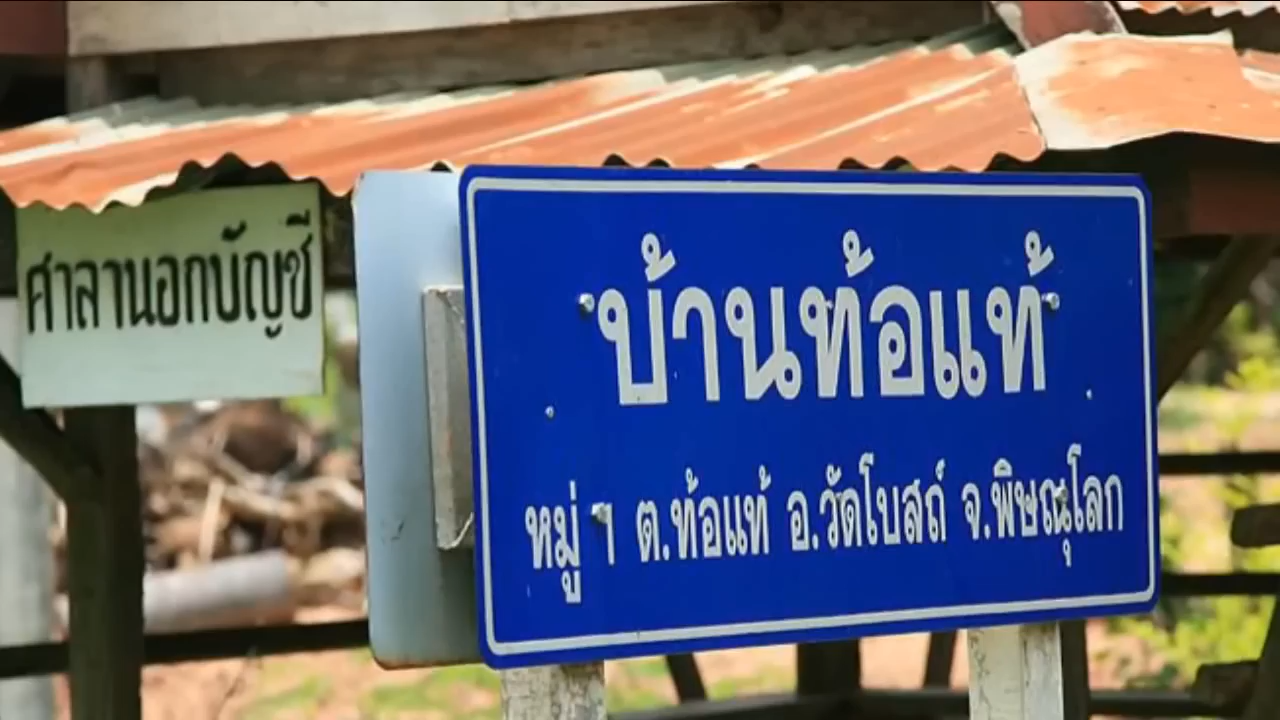 ศาลานอกบัญชี
บ้านท้อแท้
หมู่ ๑ ต.ท้อแท้ อ.วัดโบสถ์ จ.พิษณุโลก